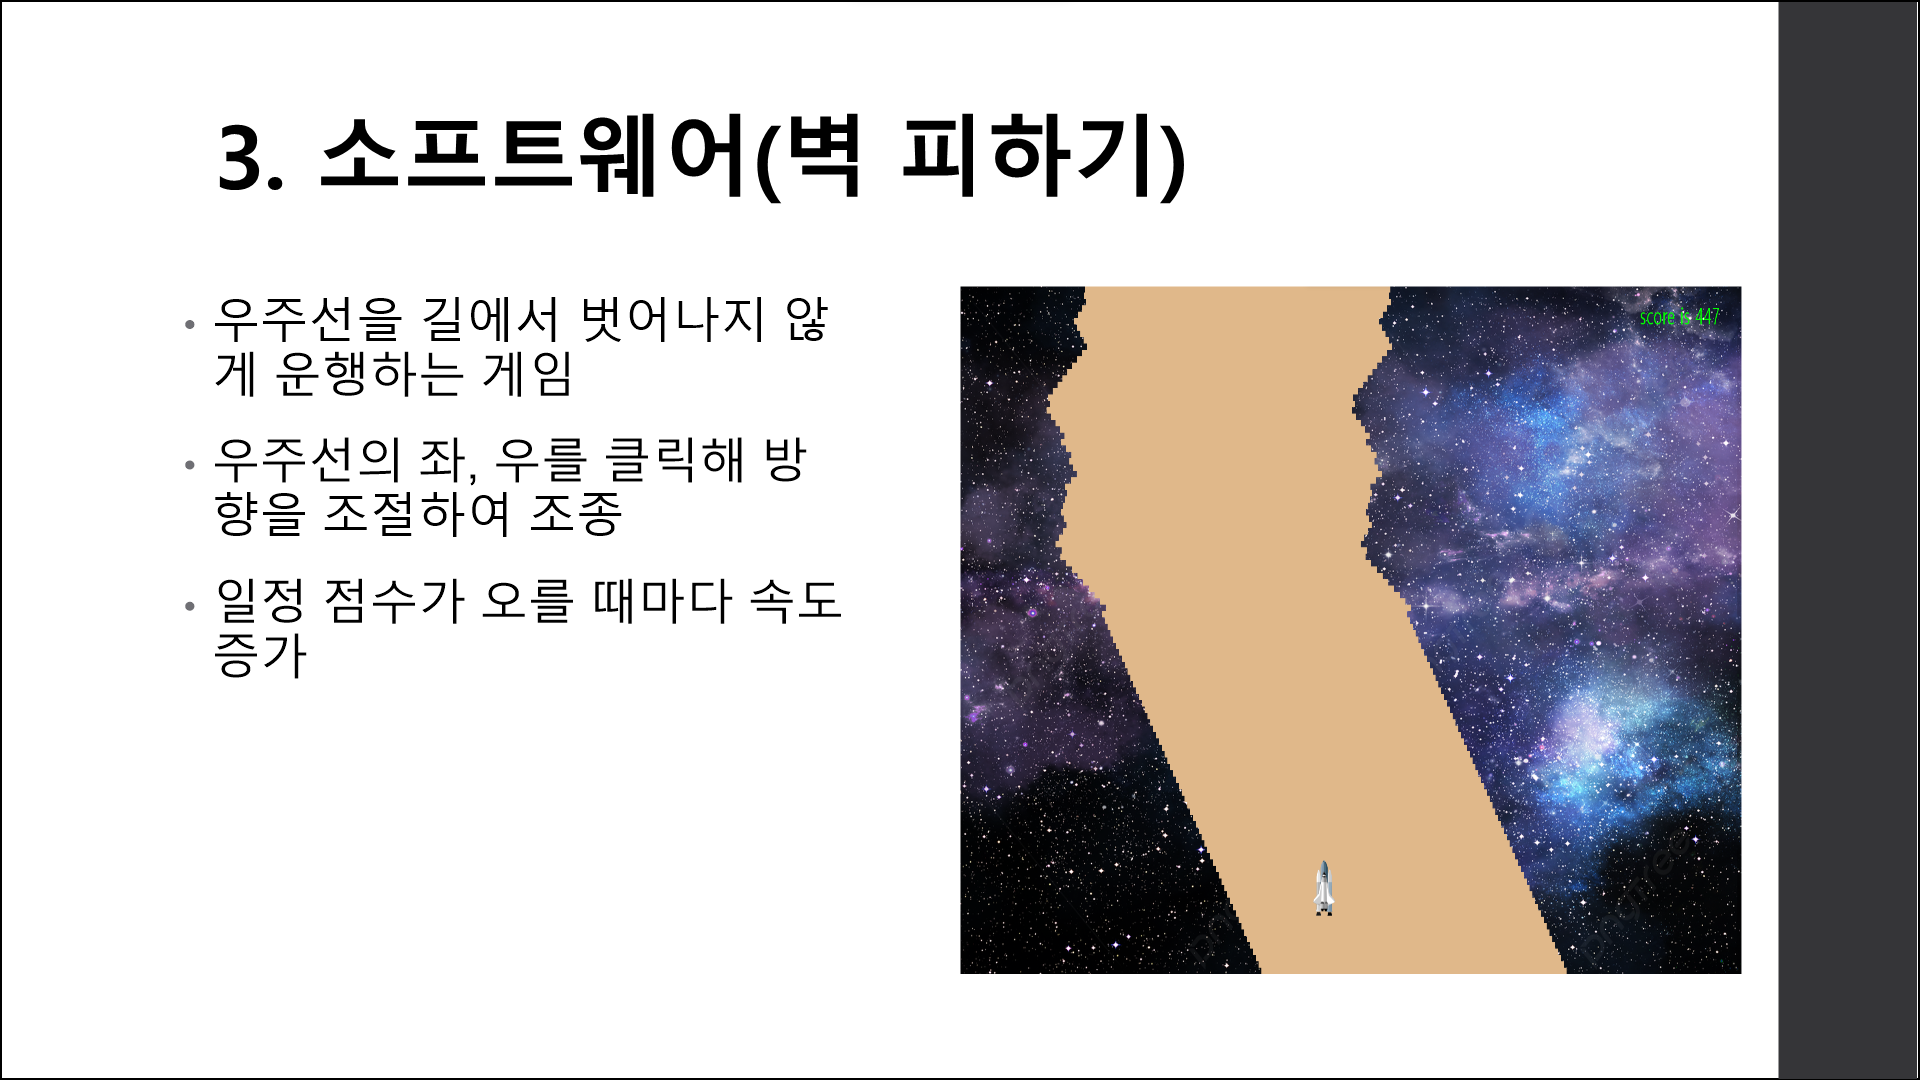 3. 소프트웨어(벽 피하기)
• 우주선을 길에서 벗어나지 않
게 운행하는 게임
• 우주선의 좌, 우를 클릭해 방
향을 조절하여 조종
• 일정 점수가 오를 때마다 속도
증가
score is 447